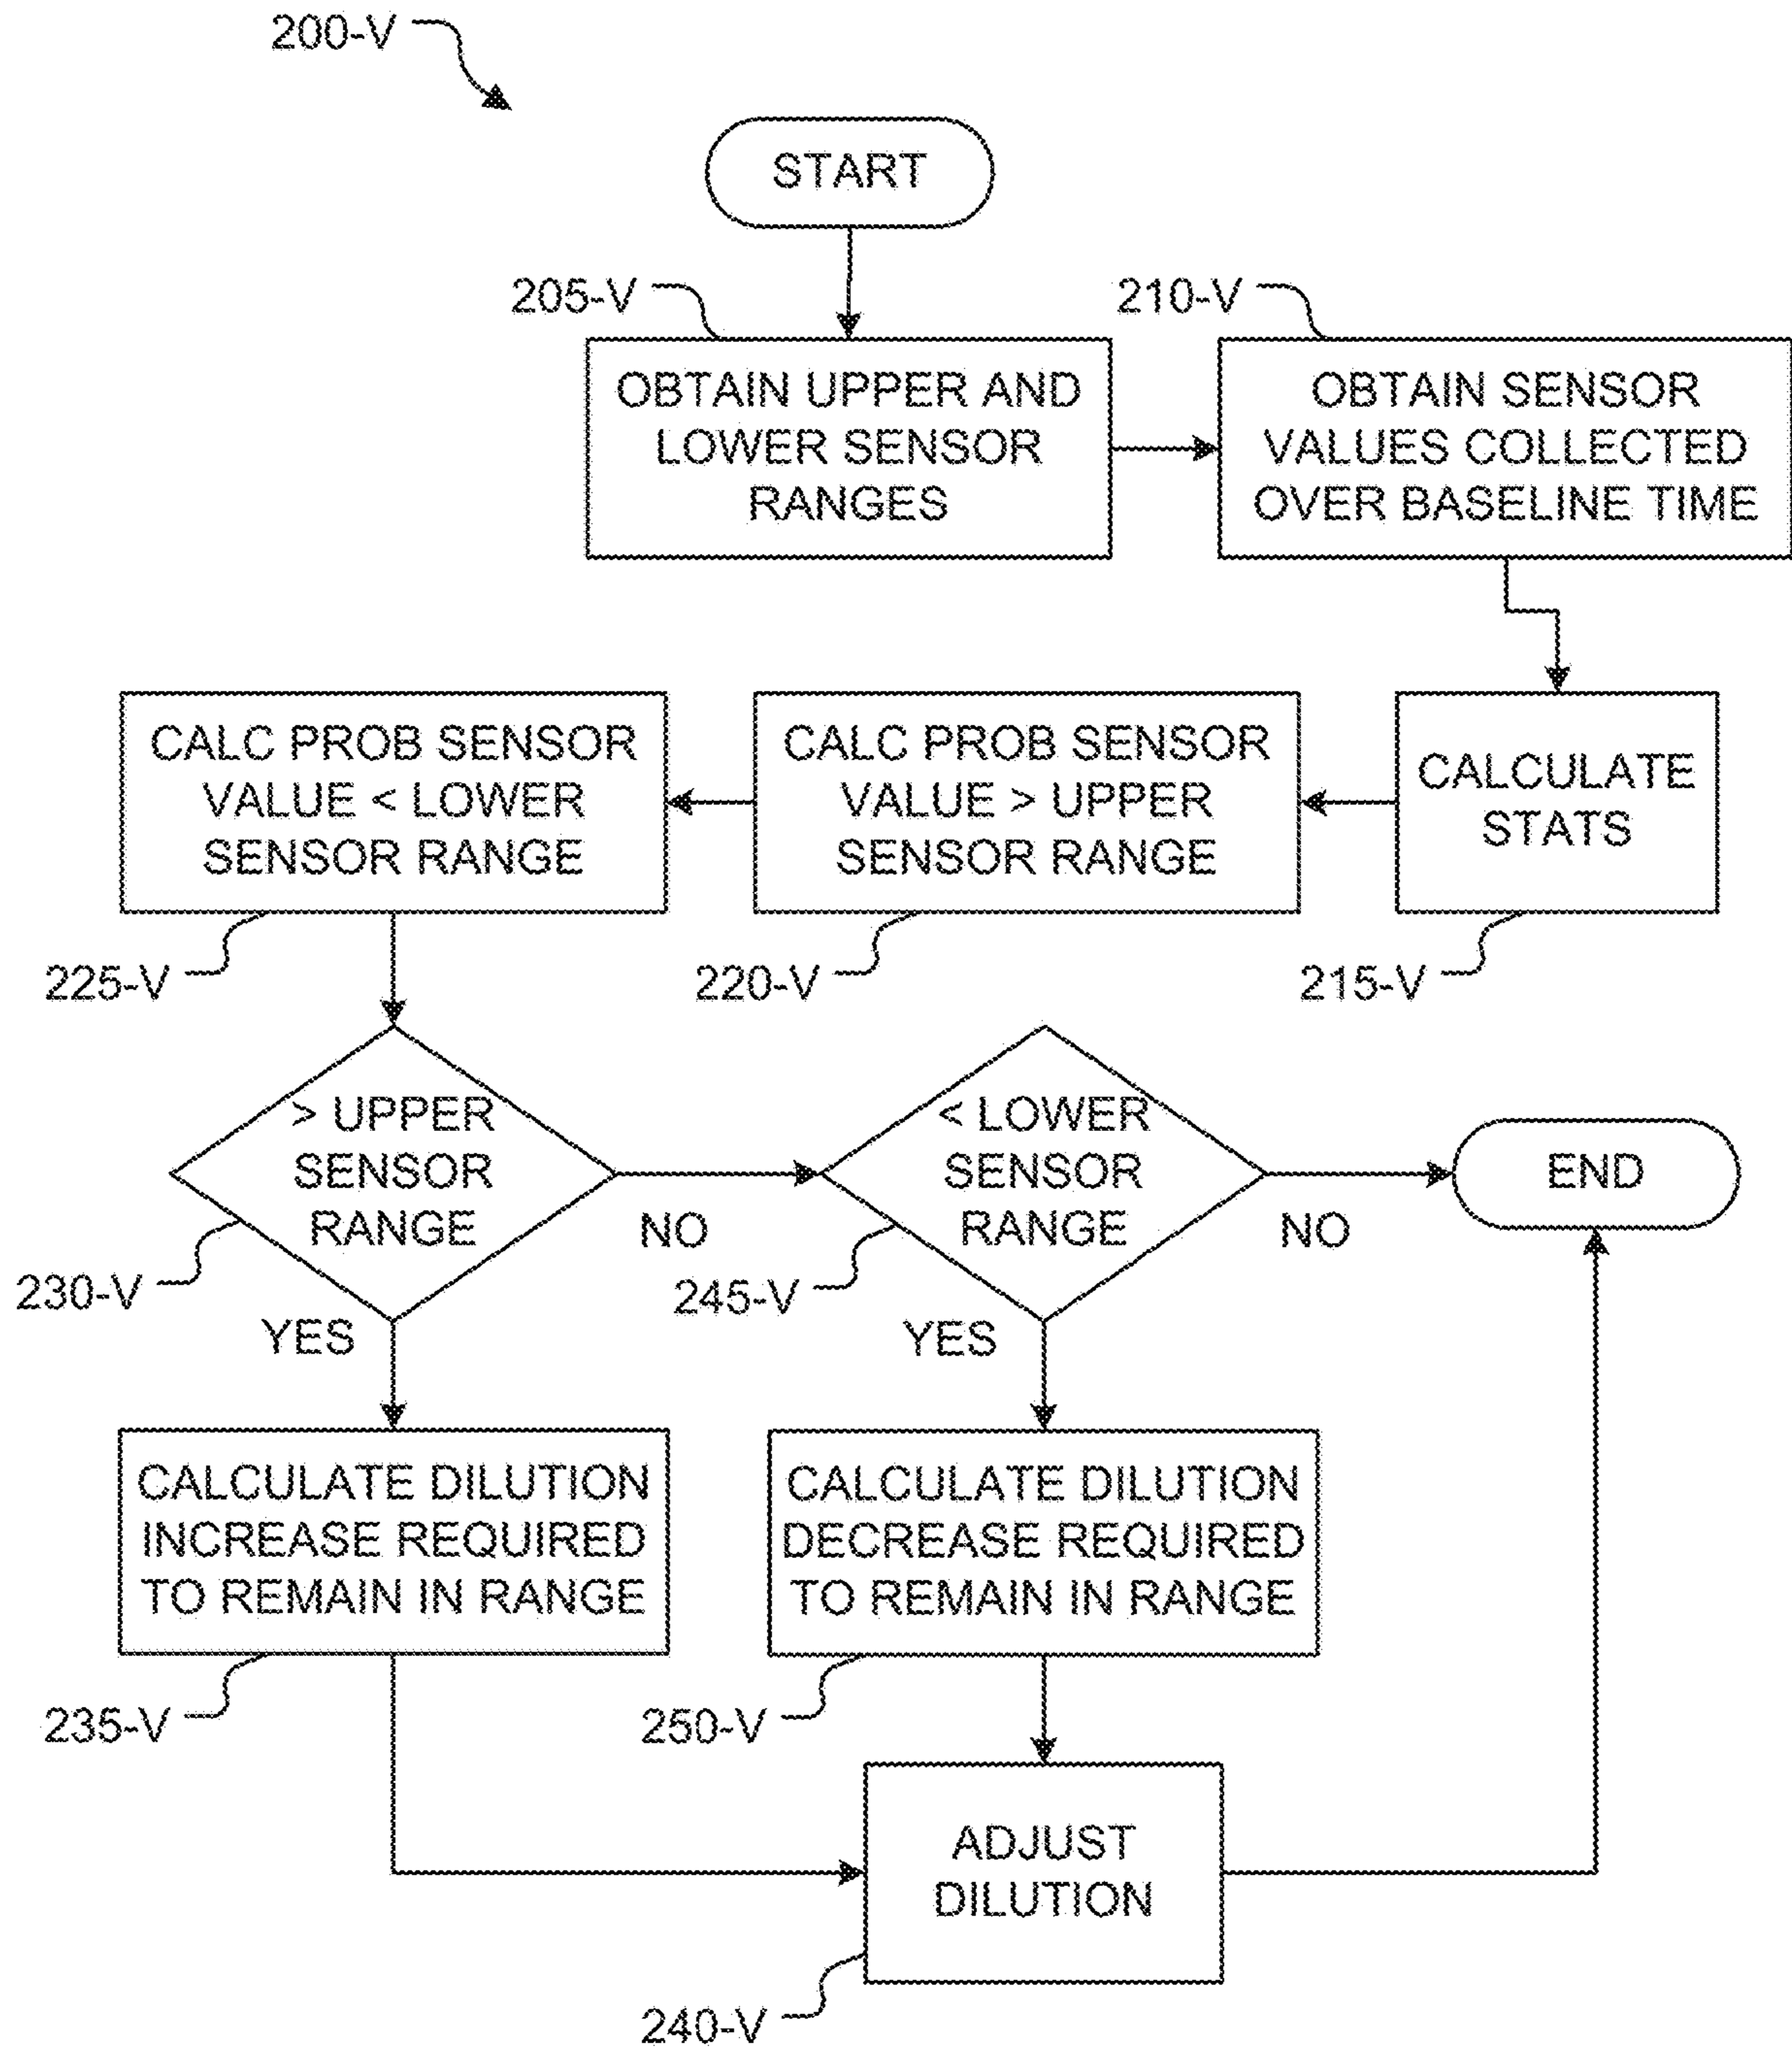 200-V
START
205-V
210-V
OBTAIN UPPER AND
LOWER SENSOR
RANGES
OBTAIN SENSOR
VALUES COLLECTED
OVER BASELINE TIME
CALC PROB SENSOR
VALUE < LOWER
SENSOR RANGE
CALC PROB SENSOR
VALUE > UPPER
SENSOR RANGE
CALCULATE
STATS
225-V
220-V
215-V
> UPPER
SENSOR
RANGE
NO
< LOWER
SENSOR
RANGE
NO
END
230-V
YES
245-V
YES
CALCULATE DILUTION
INCREASE REQUIRED
TO REMAIN IN RANGE
CALCULATE DILUTION
DECREASE REQUIRED
TO REMAIN IN RANGE
235-V
250-V
ADJUST
DILUTION
240-V